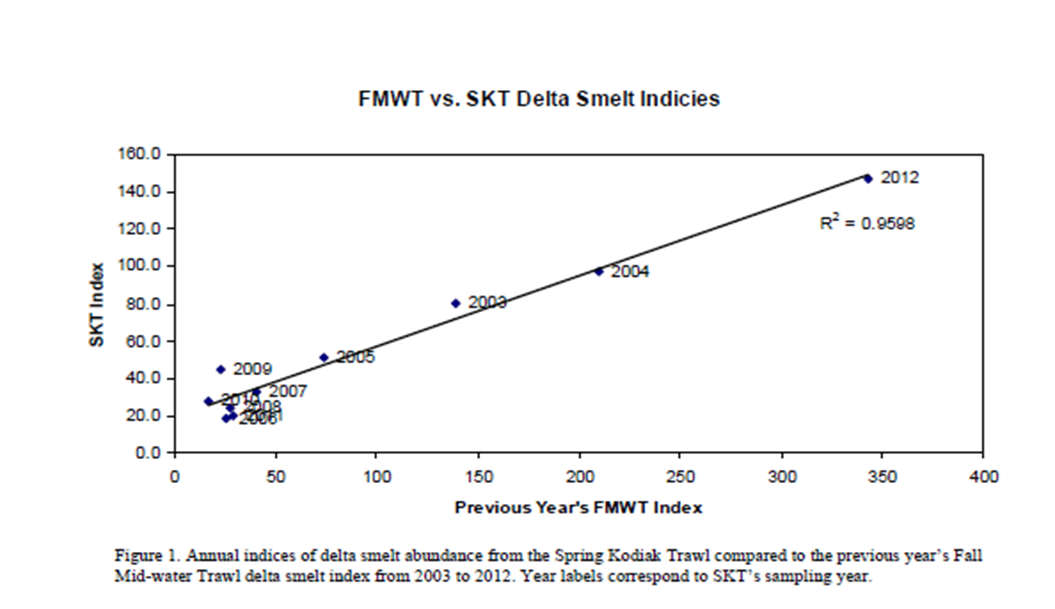 FMWT vs. SKT Delta Smelt Indicies
160.0
140.0
120.0
100.0
80.0
60.0
40.0
20.0
0.0
SKT Index
2012
R² = 0.9598
2004
2003
2005
2009
2007
2010
2008
2011
2006
0 50 100 150 200 250 300 350 400
Previous Year's FMWT Index
Figure 1. Annual indices of delta smelt abundance from the Spring Kodiak Trawl compared to the previous year’s Fall
Mid-water Trawl delta smelt index from 2003 to 2012. Year labels correspond to SKT’s sampling year.